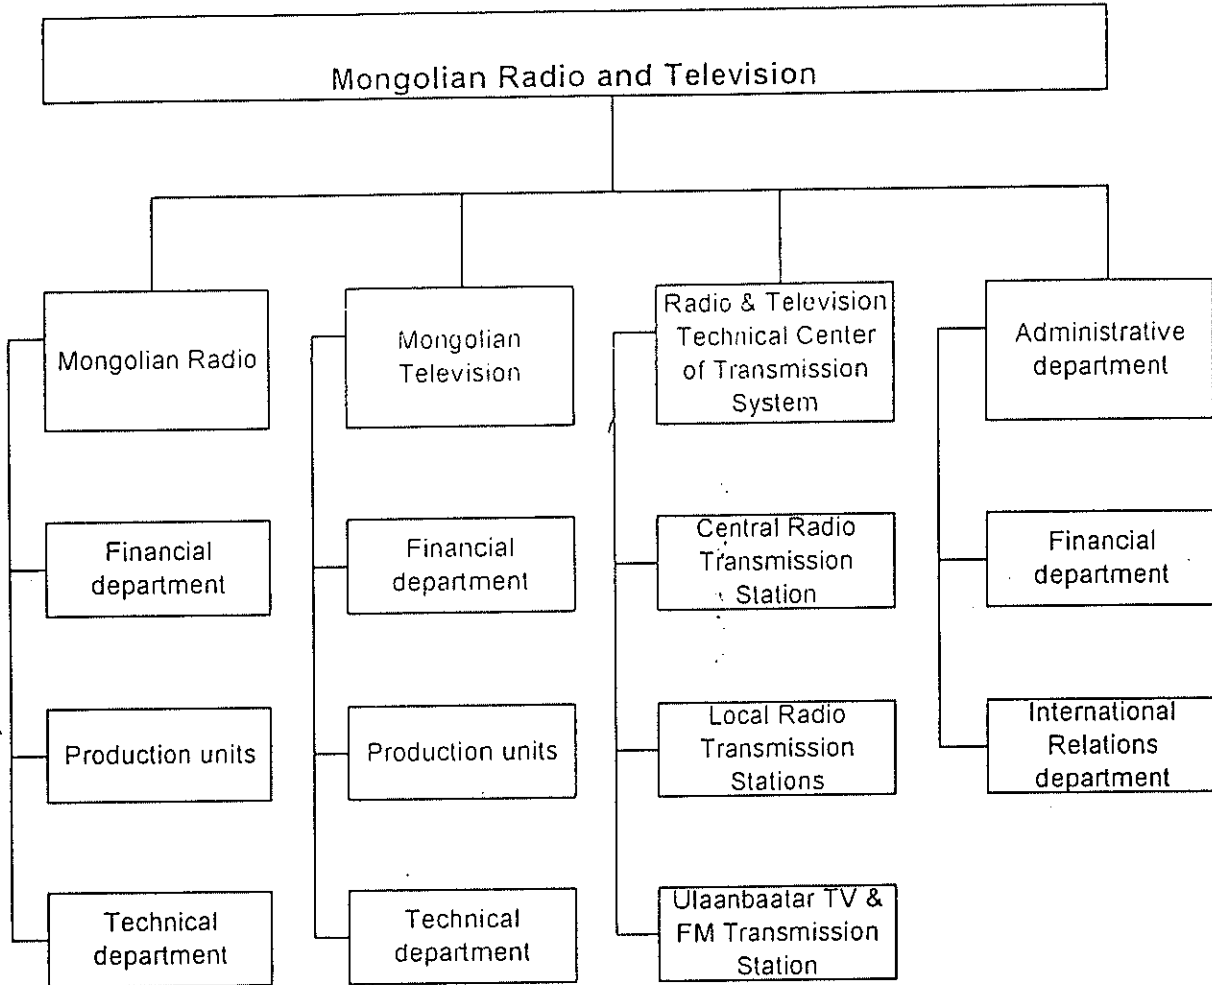 Mongolian Radio and Television
Mongolian Radio
Mongolian
Television
Radio & Television
Technical Center
of Transmission
System
Administrative
department
Financial
department
Financial
department
Central Radio
Transmission
Station
Financial
department
Production units
Production units
Local Radio
Transmission
Stations
International
Relations
department
Technical
department
Technical
department
Ulaanbaatar TV &
FM Transmission
Station